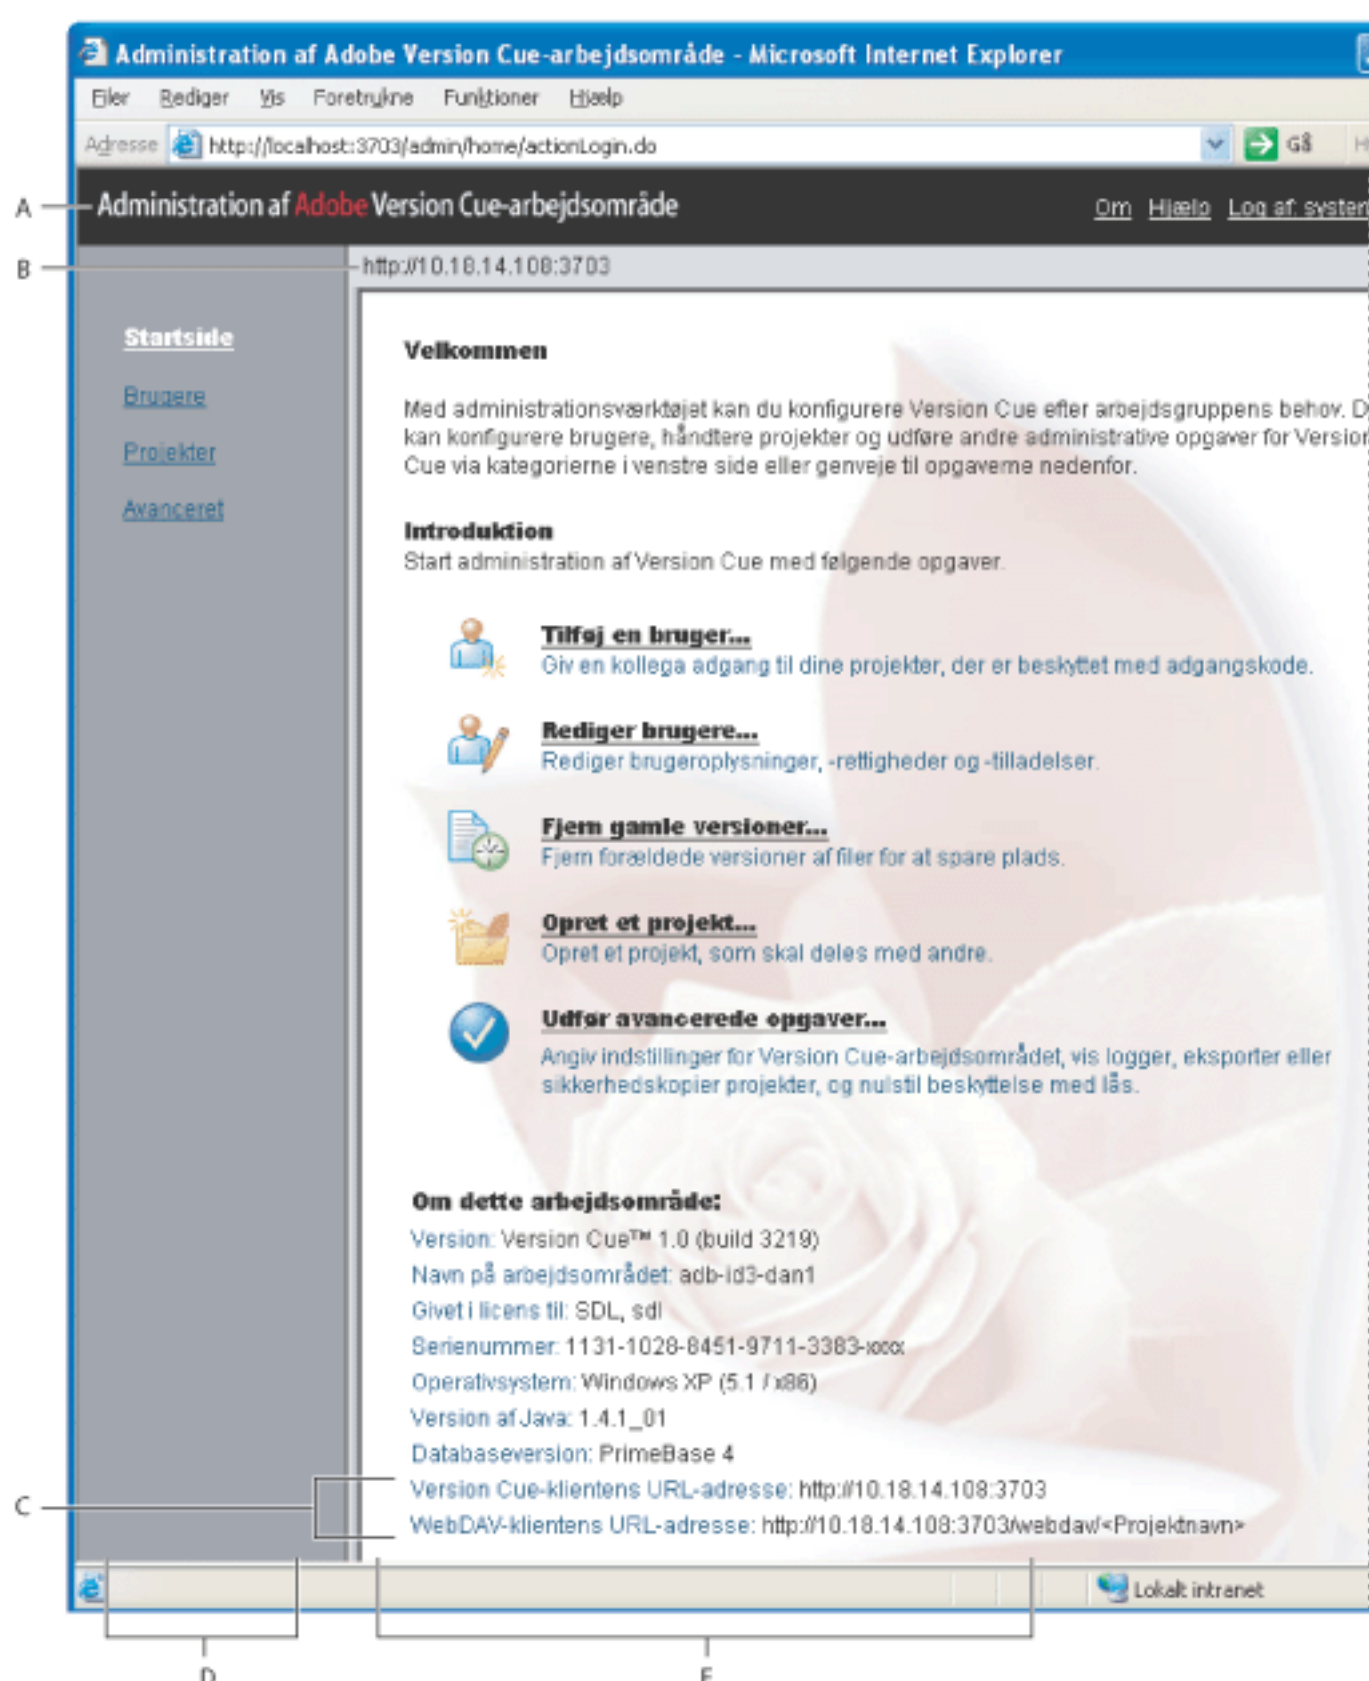 Administration af Adobe Version Cue-arbejdsområde - Microsoft Internet Explorer
Filer Rediger Vis Foretrukne Funktioner Hjælp
Adresse http://localhost:3703/admin/home/actionLogin.do Gå
A
Administration af Adobe Version Cue-arbejdsområde
Om Hjælp Log af:
B
http://10.18.14.108:3703
Startside
Brugere
Projekter
Avanceret
Velkommen
Med administrationsværktøjet kan du konfigurere Version Cue efter arbejdsgruppens behov. D
kan konfigurere brugere, håndtere projekter og udføre andre administrative opgaver for Version
Cue via kategorierne i venstre side eller genveje til opgaverne nedenfor.
Introduktion
Start administration af Version Cue med følgende opgaver.
Tilføj en bruger...
Giv en kollega adgang til dine projekter, der er beskyttet med adgangskode.
Rediger brugere...
Rediger brugeroplysninger, -rettigheder og -tilladelser.
Fjern gamle versioner...
Fjern forældede versioner af filer for at spare plads.
Opret et projekt...
Opret et projekt, som skal deles med andre.
Udfør avancerede opgaver...
Angiv indstillinger for Version Cue-arbejdsområdet, vis logger, eksporter eller
sikkerhedskopier projekter, og nulstil beskyttelse med lås.
Om dette arbejdsområde:
Version: Version Cue™ 1.0 (build 3219)
Navn på arbejdsområdet: adb-id3-dan1
Givet i licens til: SDL, sdl
Serienummer: 1131-1028-8451-9711-3383-xxxx
Operativsystem: Windows XP (5.1 / x86)
Version af Java: 1.4.1_01
Databaseversion: PrimeBase 4
C
Version Cue-klientens URL-adresse: http://10.18.14.108:3703
WebDAV-klientens URL-adresse: http://10.18.14.108:3703/webdav/<Projektnavn>
Lokalt intranet
D